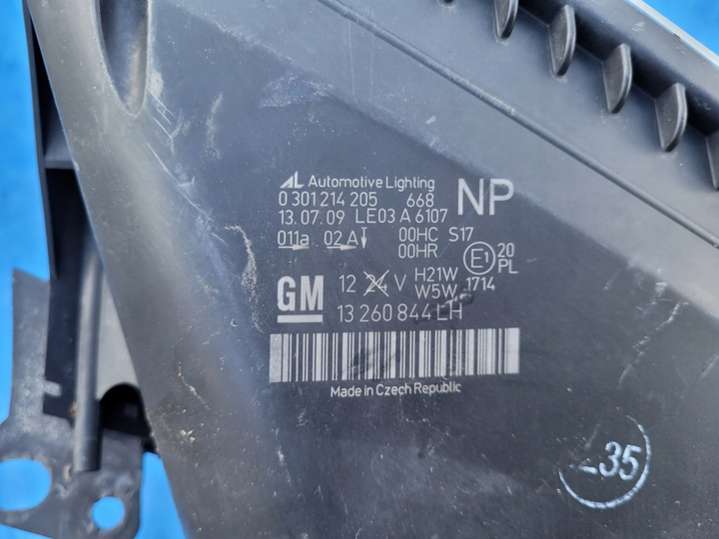 AL Automotive Lighting
0 301 214 205 668 NP
13.07.09 LE03 A 6107
011a 02 A 00HC S17
00HR E1 20 PL
GM 12 24 V H21W
W5W 1714
13 260 844 LH
Made in Czech Republic
35